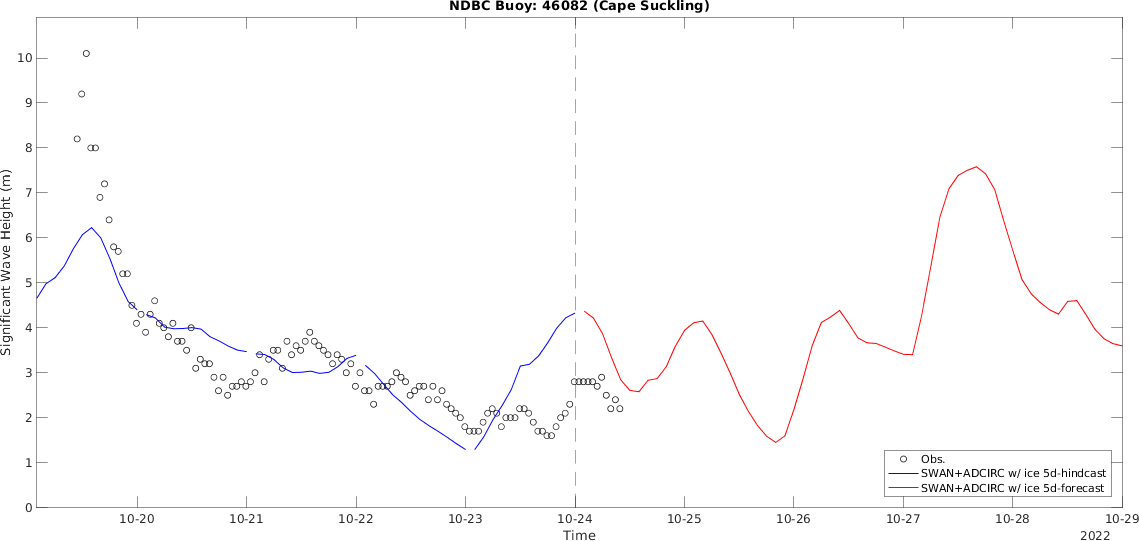 NDBC Buoy: 46082 (Cape Suckling)
10
9
8
7
6
5
4
3
2
1
0
Significant Wave Height (m)
10-20 10-21 10-22 10-23 10-24 10-25 10-26 10-27 10-28 10-29
Time
2022
Obs.
SWAN+ADCIRC w/ ice 5d-hindcast
SWAN+ADCIRC w/ ice 5d-forecast